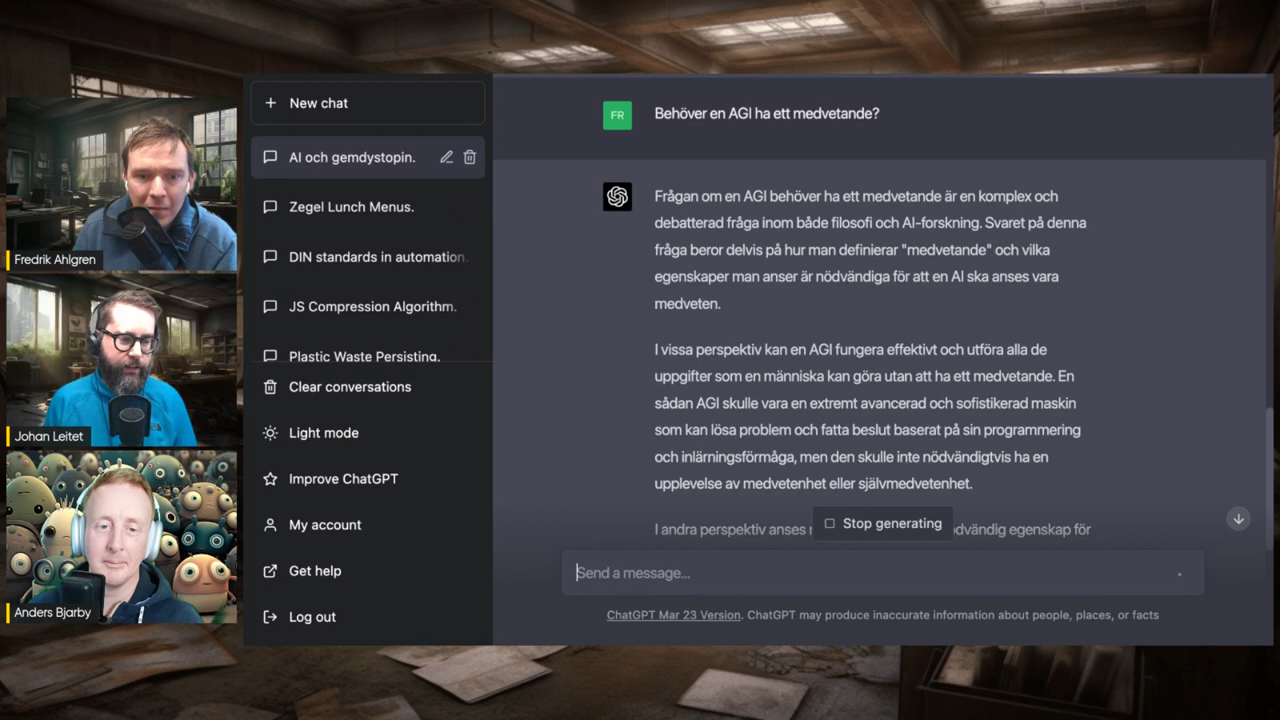 Fredrik Ahlgren
Johan Leitet
Anders Bjarby
New chat
AI och gemdystopin.
Zegel Lunch Menus.
DIN standards in automation.
JS Compression Algorithm.
Plastic Waste Persisting.
Clear conversations
Light mode
Improve ChatGPT
My account
Get help
Log out
FR
Behöver en AGI ha ett medvetande?
Frågan om en AGI behöver ha ett medvetande är en komplex och
debatterad fråga inom både filosofi och AI-forskning. Svaret på denna
fråga beror delvis på hur man definierar "medvetande" och vilka
egenskaper man anser är nödvändiga för att en AI ska anses vara
medveten.
I vissa perspektiv kan en AGI fungera effektivt och utföra alla de
uppgifter som en människa kan göra utan att ha ett medvetande. En
sådan AGI skulle vara en extremt avancerad och sofistikerad maskin
som kan lösa problem och fatta beslut baserat på sin programmering
och inlärningsförmåga, men den skulle inte nödvändigtvis ha en
upplevelse av medvetenhet eller självmedvetenhet.
I andra perspektiv anses
dvändig egenskap för
Stop generating
Send a message...
ChatGPT Mar 23 Version. ChatGPT may produce inaccurate information about people, places, or facts